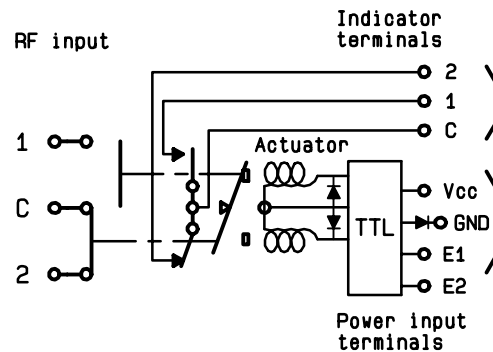 Indicator
terminals
RF input
2
1
C
Actuator
1
C
2
TTL
Vcc
GND
E1
E2
Power input
terminals